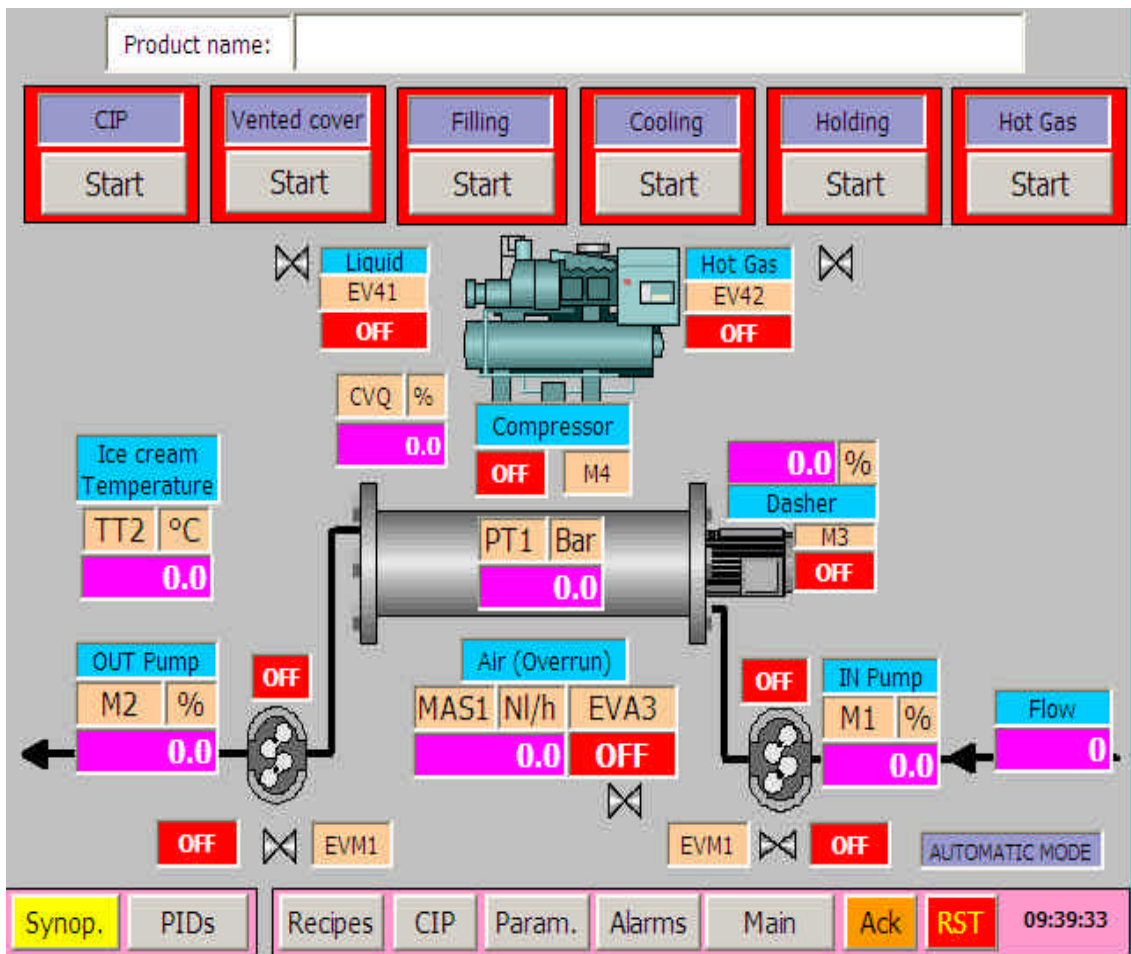 Product name:
CIP Vented cover Filling Cooling Holding Hot Gas
Start Start Start Start Start Start
Liquid Hot Gas
EV41 EV42
OFF OFF
CVQ %
0.0
Compressor
OFF M4
Ice cream
Temperature
TT2 °C
0.0
0.0 %
Dasher
M3
OFF
PT1 Bar
0.0
OUT Pump
M2 %
0.0
OFF
Air (Overrun)
MAS1 Nl/h EVA3
0.0 OFF
OFF
IN Pump
M1 %
0.0
Flow
0
OFF EVM1 EVM1 OFF
AUTOMATIC MODE
Synop. PIDs Recipes CIP Param. Alarms Main Ack RST 09:39:33